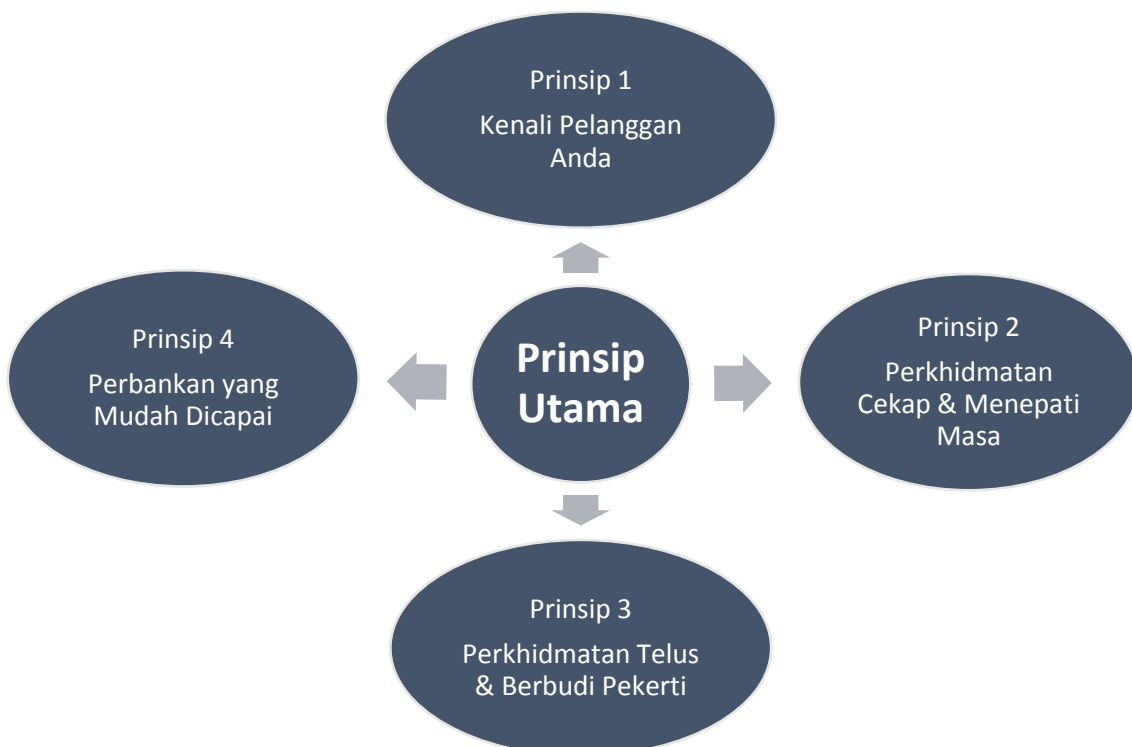 Prinsip 1
Kenali Pelanggan
Anda
Prinsip 4
Perbankan yang
Mudah Dicapai
Prinsip
Utama
Prinsip 2
Perkhidmatan
Cekap & Menepati
Masa
Prinsip 3
Perkhidmatan Telus
& Berbudi Pekerti